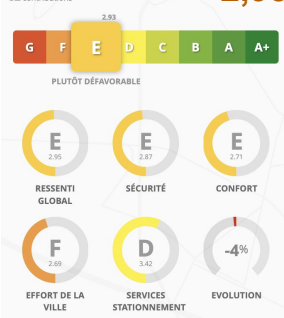 2.93
G F E D C B A A+
PLUTÔT DÉFAVORABLE
E E E
2.95 2.87 2.71
RESSENTI GLOBAL SÉCURITÉ CONFORT
F D -4%
2.69 3.42
EFFORT DE LA VILLE SERVICES STATIONNEMENT EVOLUTION